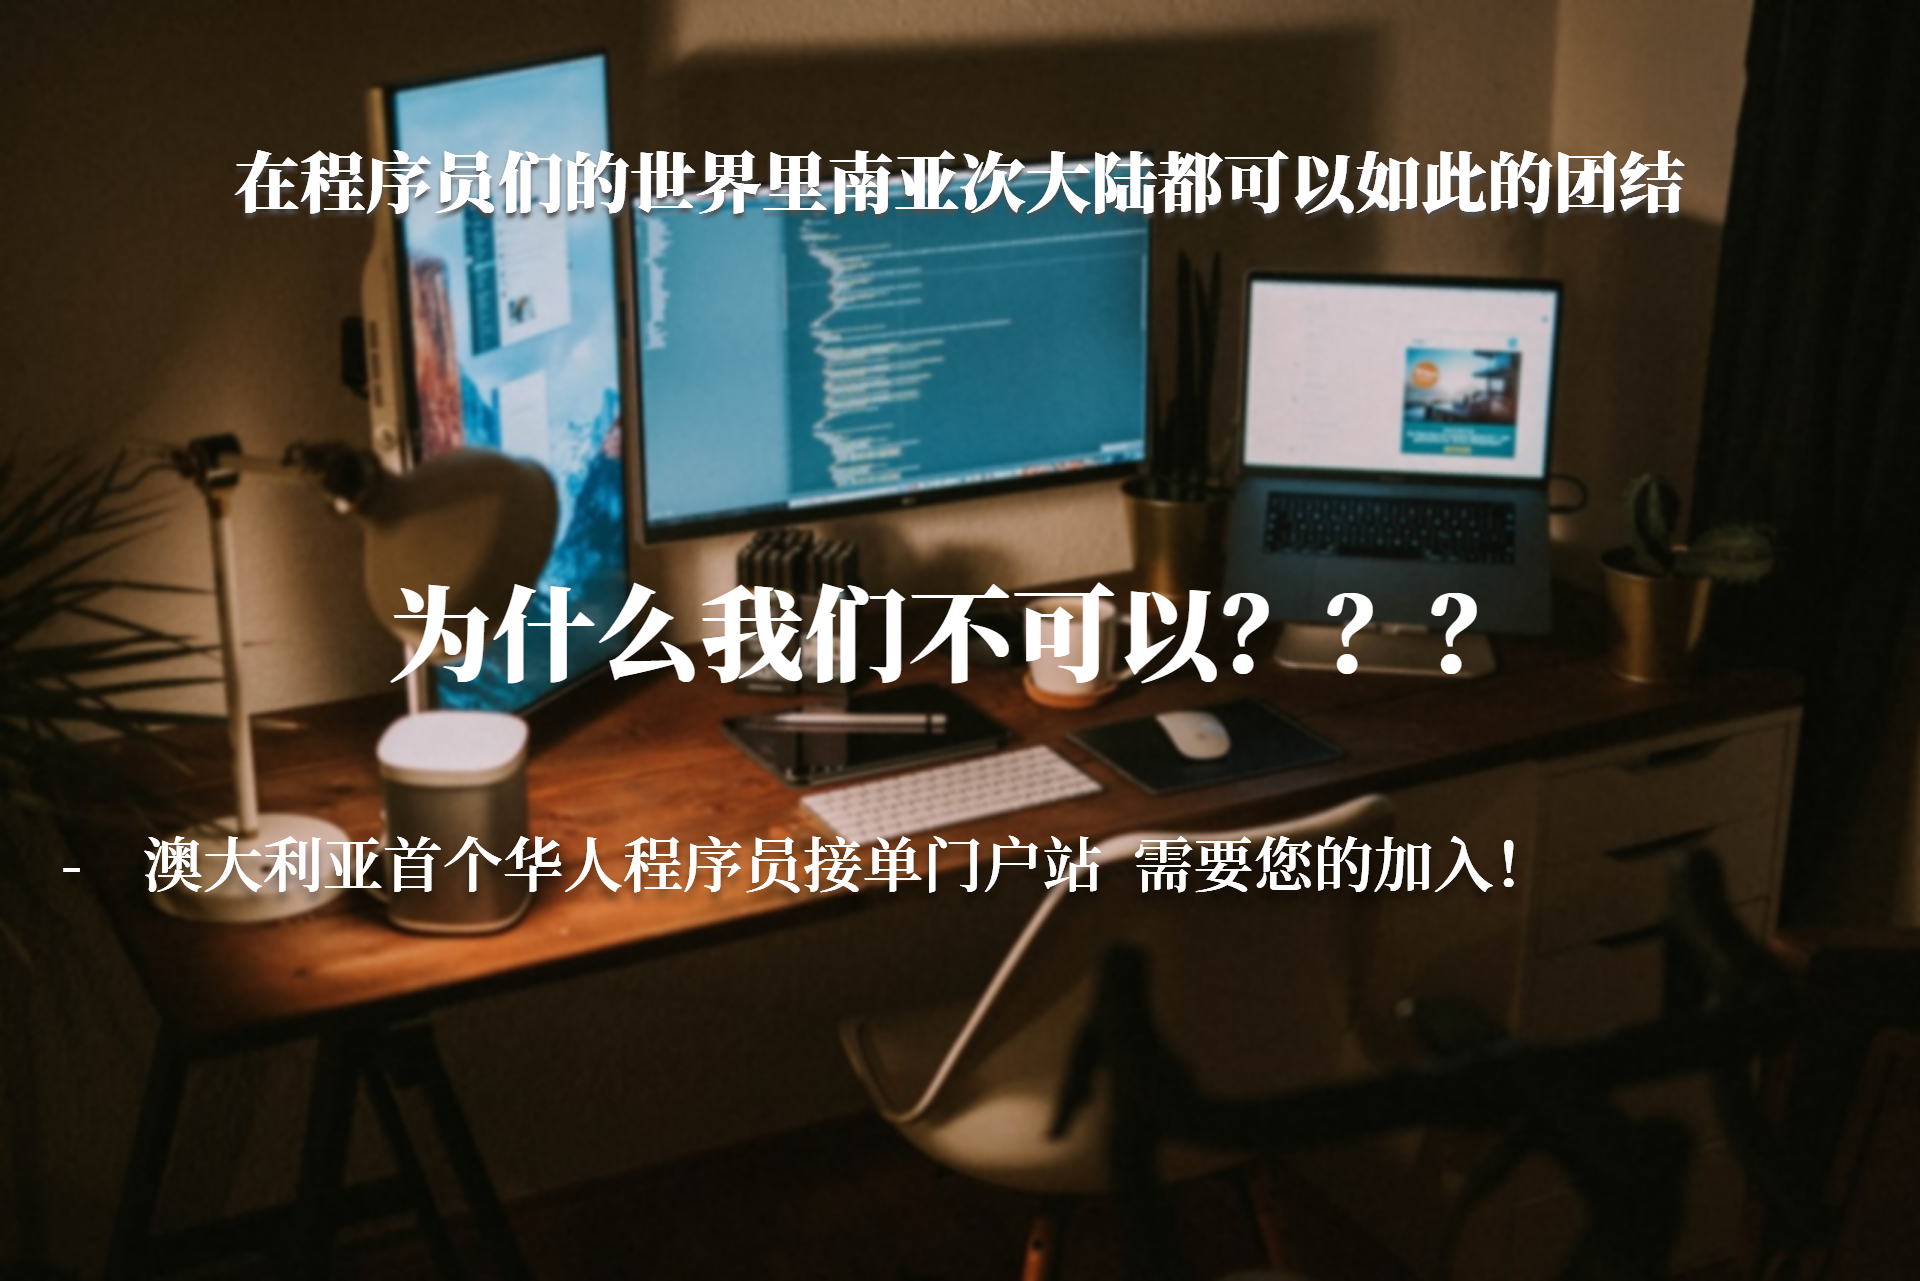 在程序员们的世界里南亚次大陆都可以如此的团结
为什么我们不可以？？？
- 澳大利亚首个华人程序员接单门户站 需要您的加入！